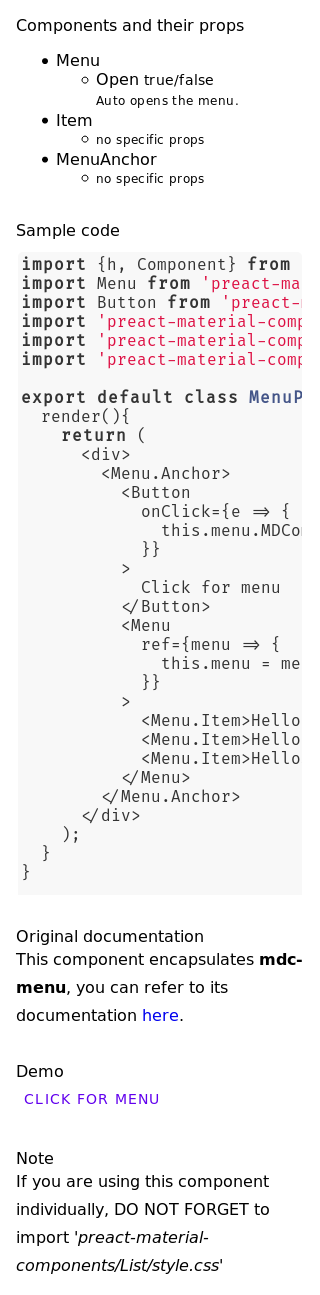 Components and their props
Menu
Open true/false
Auto opens the menu.
Item
no specific props
MenuAnchor
no specific props
Sample code
import {h, Component} from
import Menu from 'preact-ma
import Button from 'preact-
import 'preact-material-comp
import 'preact-material-comp
import 'preact-material-comp
export default class MenuP
render(){
return (
<div>
<Menu.Anchor>
<Button
onClick={e => {
this.menu.MDCom
}}
>
Click for menu
</Button>
<Menu
ref={menu => {
this.menu = me
}}
>
<Menu.Item>Hello
<Menu.Item>Hello
<Menu.Item>Hello
</Menu>
</Menu.Anchor>
</div>
);
}
}
Original documentation
This component encapsulates mdc-
menu, you can refer to its
documentation here.
Demo
CLICK FOR MENU
Note
If you are using this component
individually, DO NOT FORGET to
import 'preact-material-
components/List/style.css'